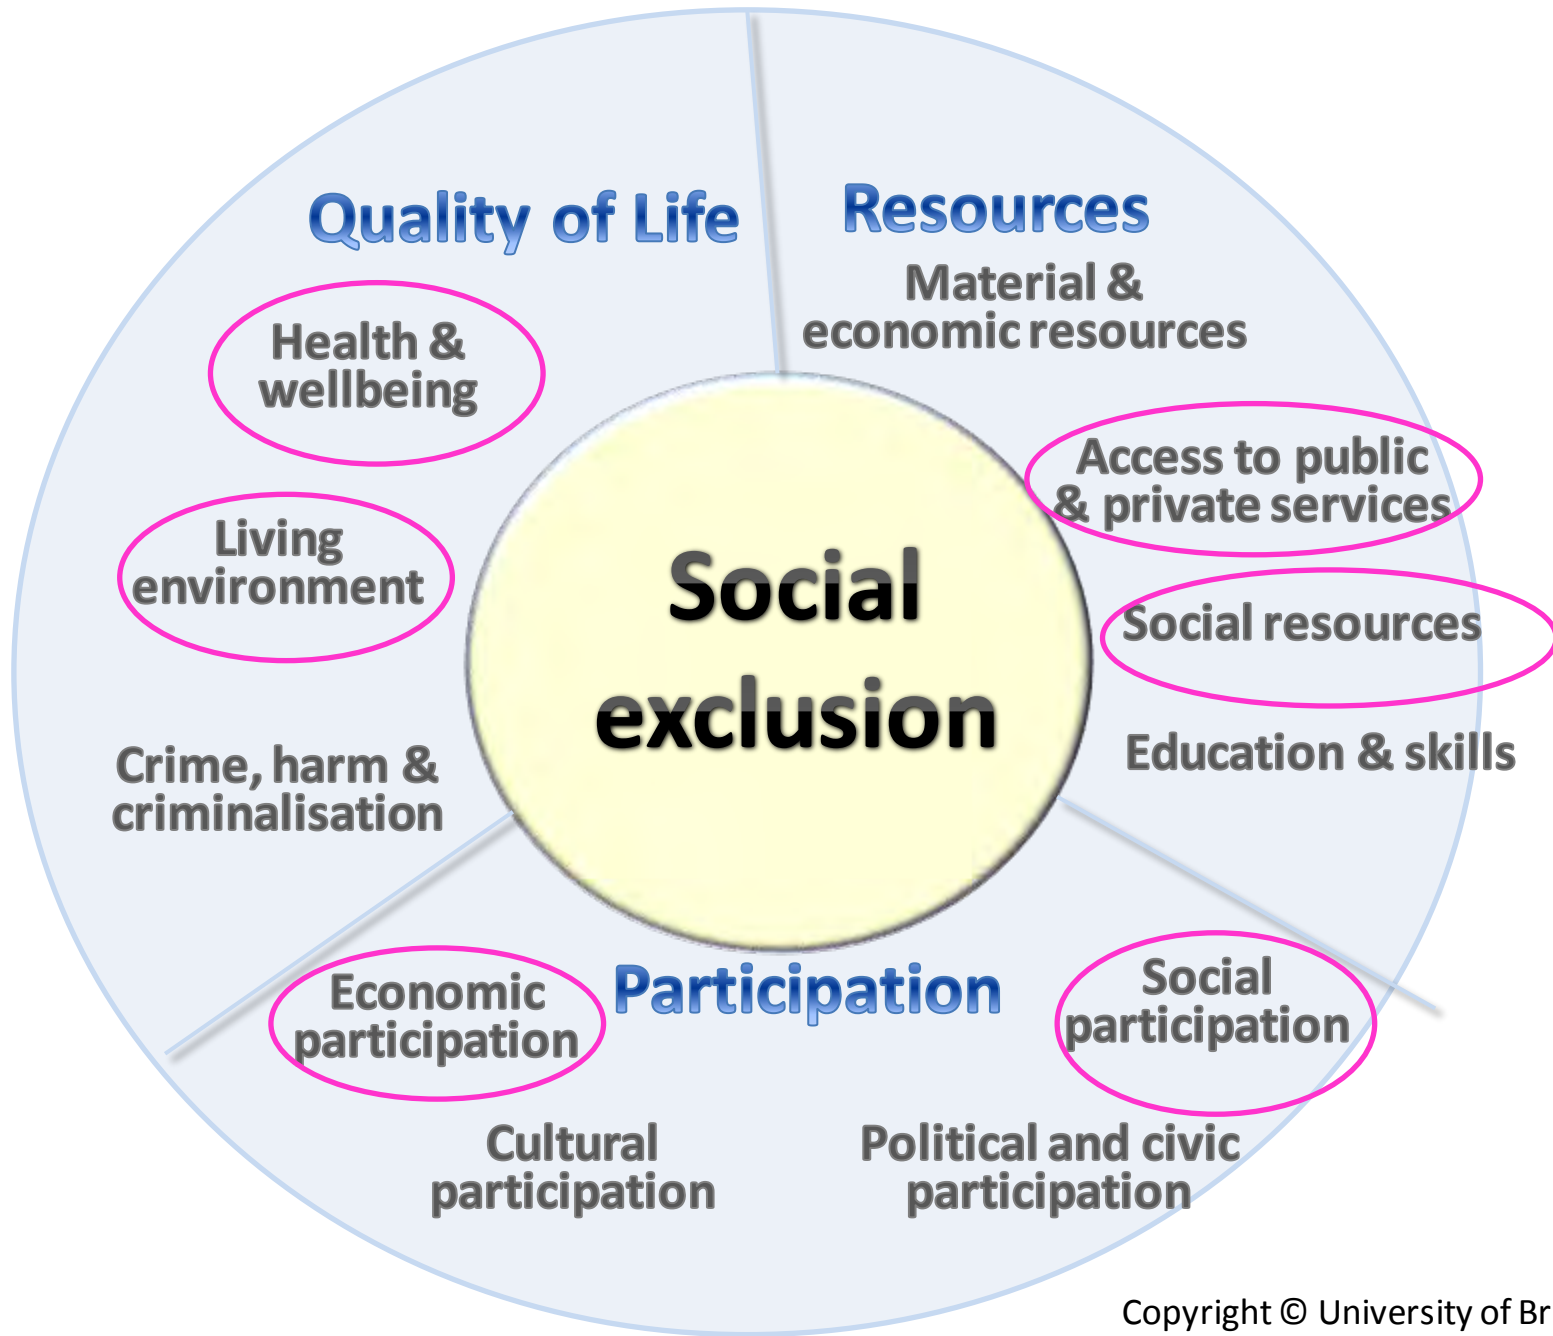 Quality of Life
Health &
wellbeing
Living
environment
Crime, harm &
criminalisation
Resources
Material &
economic resources
Access to public
& private services
Social resources
Education & skills
Social
exclusion
Participation
Economic
participation
Social
participation
Cultural
participation
Political and civic
participation
Copyright © University of Br